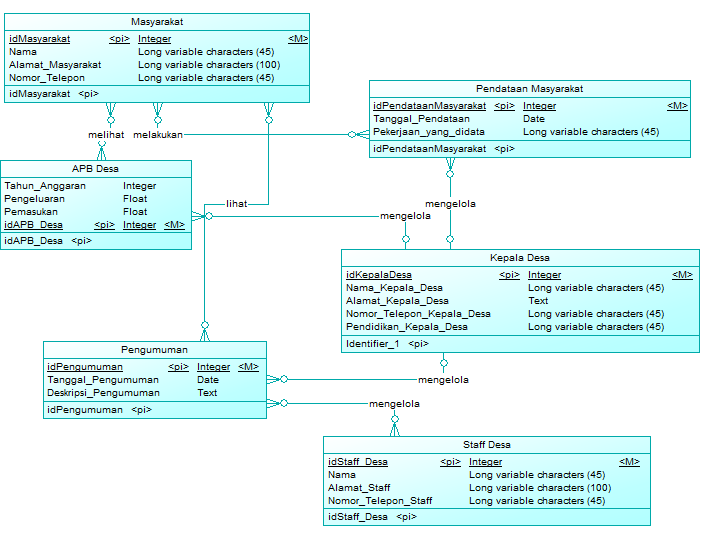 Masyarakat
idMasyarakat <pi> Integer <M>
Nama Long variable characters (45)
Alamat_Masyarakat Long variable characters (100)
Nomor_Telepon Long variable characters (45)
idMasyarakat <pi>
Pendataan Masyarakat
idPendataanMasyarakat <pi> Integer <M>
Tanggal_Pendataan Date
Pekerjaan_yang_didata Long variable characters (45)
idPendataanMasyarakat <pi>
melihat
melakukan
APB Desa
Tahun_Anggaran Integer
Pengeluaran Float
Pemasukan Float
idAPB_Desa <pi> Integer <M>
idAPB_Desa <pi>
lihat
mengelola
mengelola
Kepala Desa
idKepalaDesa <pi> Integer <M>
Nama_Kepala_Desa Long variable characters (45)
Alamat_Kepala_Desa Text
Nomor_Telepon_Kepala_Desa Long variable characters (45)
Pendidikan_Kepala_Desa Long variable characters (45)
Identifier_1 <pi>
Pengumuman
idPengumuman <pi> Integer <M>
Tanggal_Pengumuman Date
Deskripsi_Pengumuman Text
idPengumuman <pi>
mengelola
mengelola
Staff Desa
idStaff_Desa <pi> Integer <M>
Nama Long variable characters (45)
Alamat_Staff Long variable characters (100)
Nomor_Telepon_Staff Long variable characters (45)
idStaff_Desa <pi>